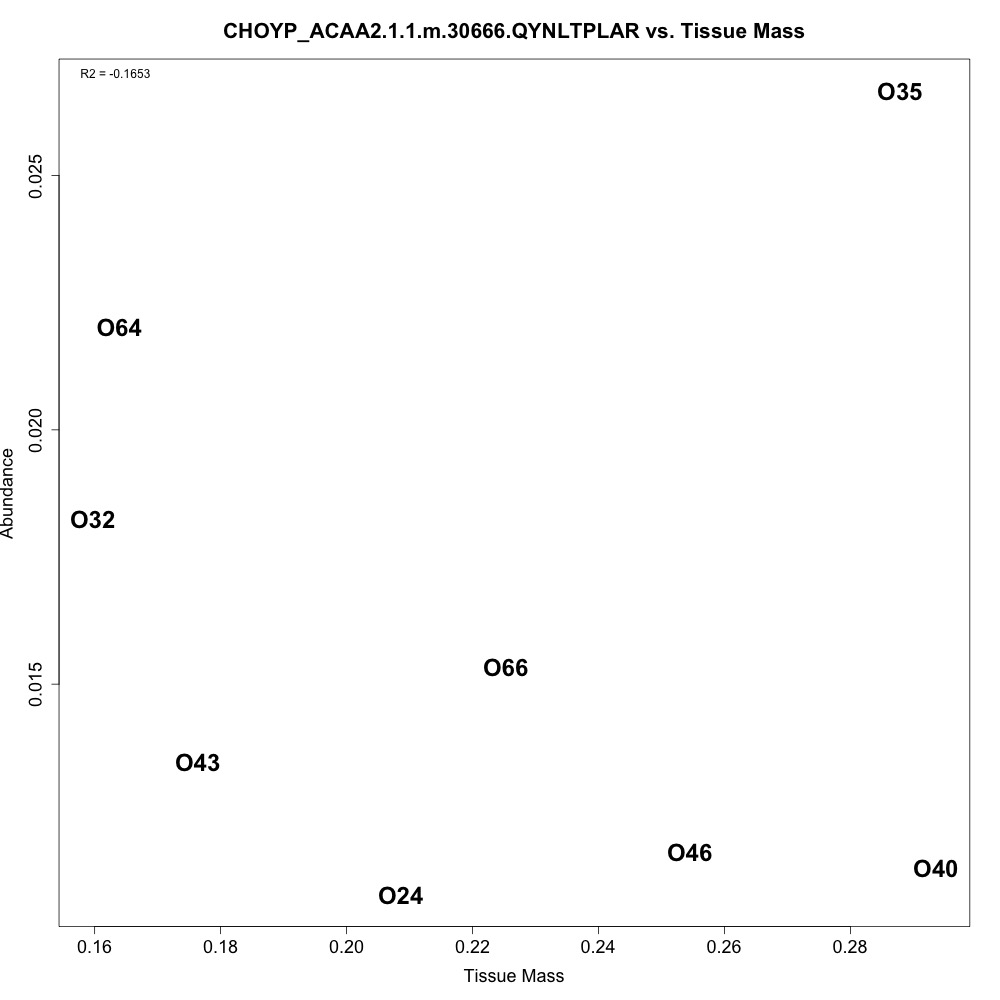 CHOYP_ACAA2.1.1.m.30666.QYNLTPLAR vs. Tissue Mass
R2 = -0.1653
O35
0.025
O64
0.020
Abundance
O32
O66
0.015
O43
O46
O40
O24
0.16 0.18 0.20 0.22 0.24 0.26 0.28
Tissue Mass